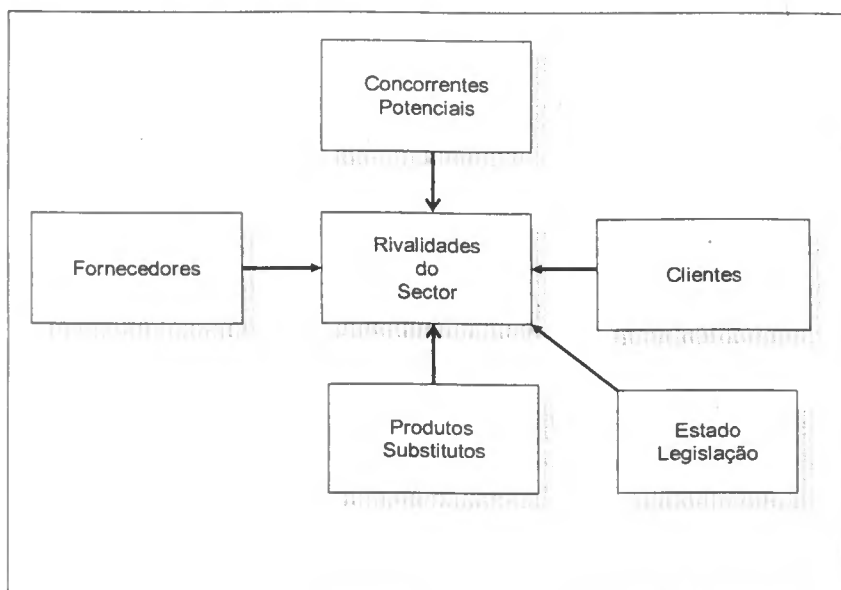 Concorrentes
Potenciais
Fornecedores
Rivalidades
do
Sector
Clientes
Produtos
Substitutos
Estado
Legislação